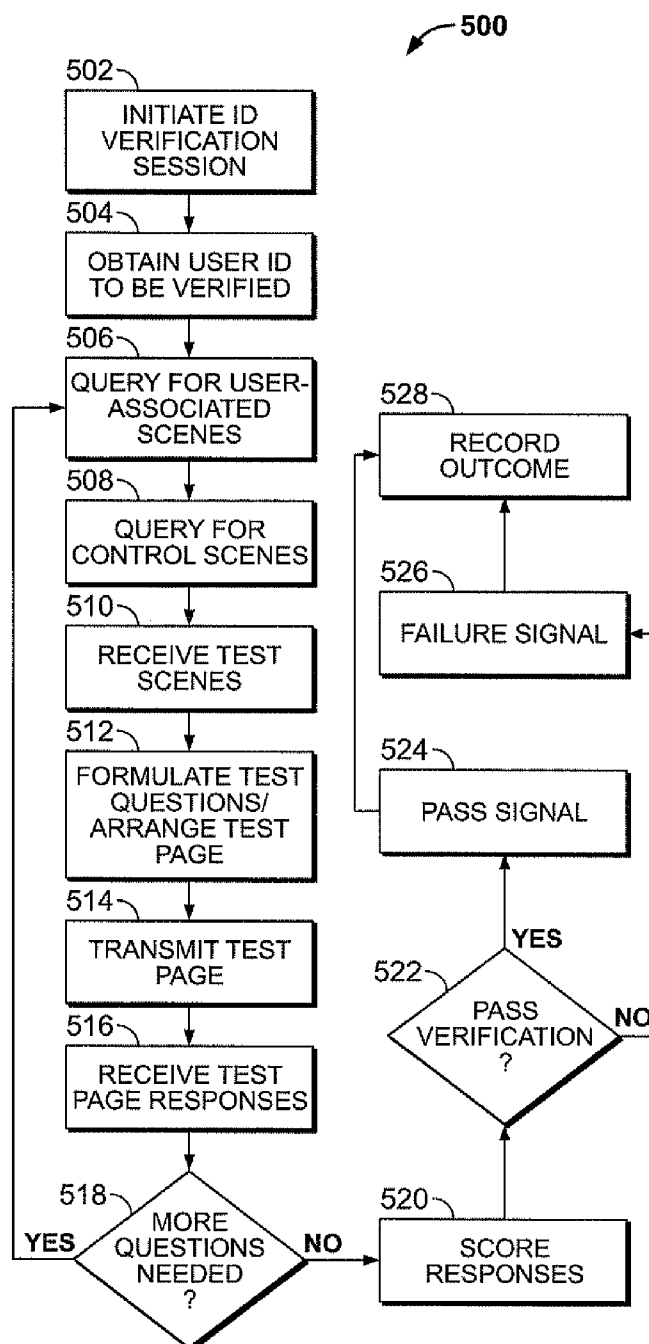 500
502
INITIATE ID
VERIFICATION
SESSION
504
OBTAIN USER ID
TO BE VERIFIED
506
QUERY FOR USER-
ASSOCIATED
SCENES
508
QUERY FOR
CONTROL SCENES
510
RECEIVE TEST
SCENES
512
FORMULATE TEST
QUESTIONS/
ARRANGE TEST
PAGE
514
TRANSMIT TEST
PAGE
516
RECEIVE TEST
PAGE RESPONSES
518
MORE
QUESTIONS
NEEDED
?
YES
NO
520
SCORE
RESPONSES
522
PASS
VERIFICATION
?
YES
NO
524
PASS SIGNAL
526
FAILURE SIGNAL
528
RECORD
OUTCOME